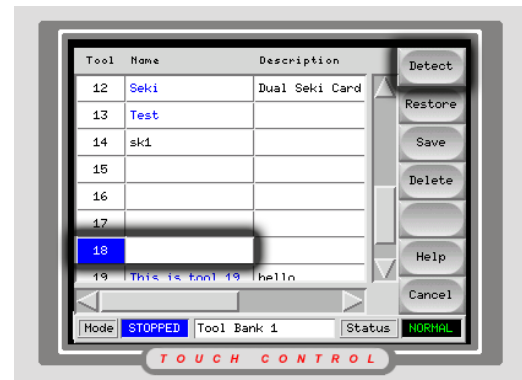 Tool Name Description
12 Seki Dual Seki Card
13 Test
14 sk1
15
16
17
18
19 This is tool 19 hello
Detect
Restore
Save
Delete
Help
Cancel
Mode STOPPED Tool Bank 1 Status NORMAL
TOUCH CONTROL